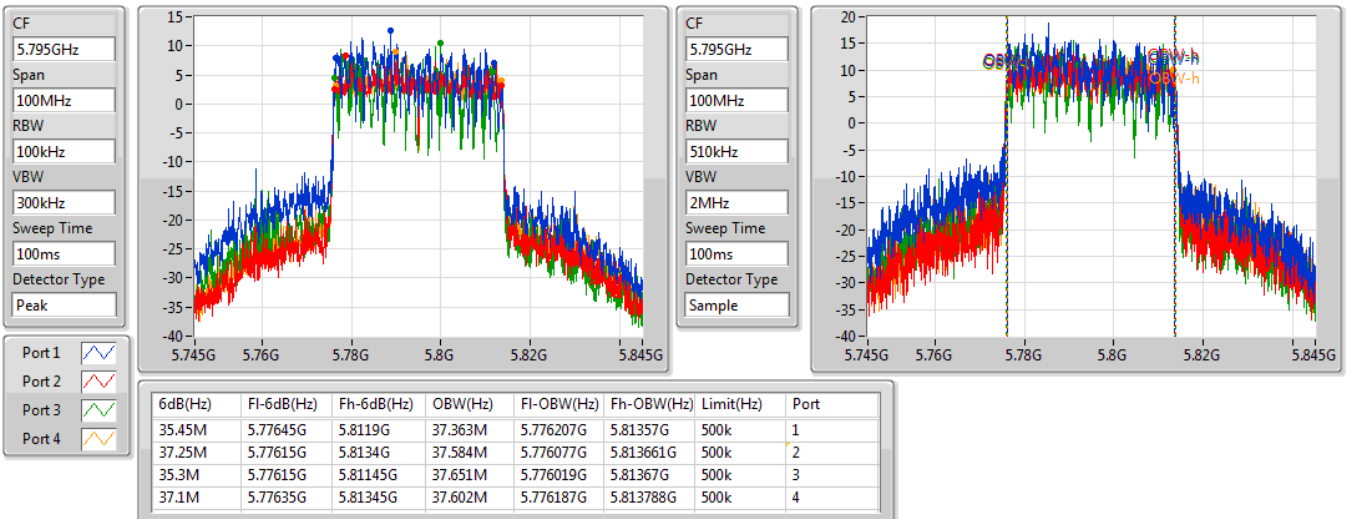 CF
5.795GHz
Span
100MHz
RBW
100kHz
VBW
300kHz
Sweep Time
100ms
Detector Type
Peak
15
10
5
0
-5
-10
-15
-20
-25
-30
-35
-40
5.745G 5.76G 5.78G 5.8G 5.82G 5.845G
CF
5.795GHz
Span
100MHz
RBW
510kHz
VBW
2MHz
Sweep Time
100ms
Detector Type
Sample
20
15
10
5
0
-5
-10
-15
-20
-25
-30
-35
-40
OBW-h
OBW-h
5.745G 5.76G 5.78G 5.8G 5.82G 5.845G
Port 1
Port 2
Port 3
Port 4
6dB(Hz) Fl-6dB(Hz) Fh-6dB(Hz) OBW(Hz) Fl-OBW(Hz) Fh-OBW(Hz) Limit(Hz) Port
35.45M 5.77645G 5.8119G 37.363M 5.776207G 5.81357G 500k 1
37.25M 5.77615G 5.8134G 37.584M 5.776077G 5.813661G 500k 2
35.3M 5.77615G 5.81145G 37.651M 5.776019G 5.81367G 500k 3
37.1M 5.77635G 5.81345G 37.602M 5.776187G 5.813788G 500k 4